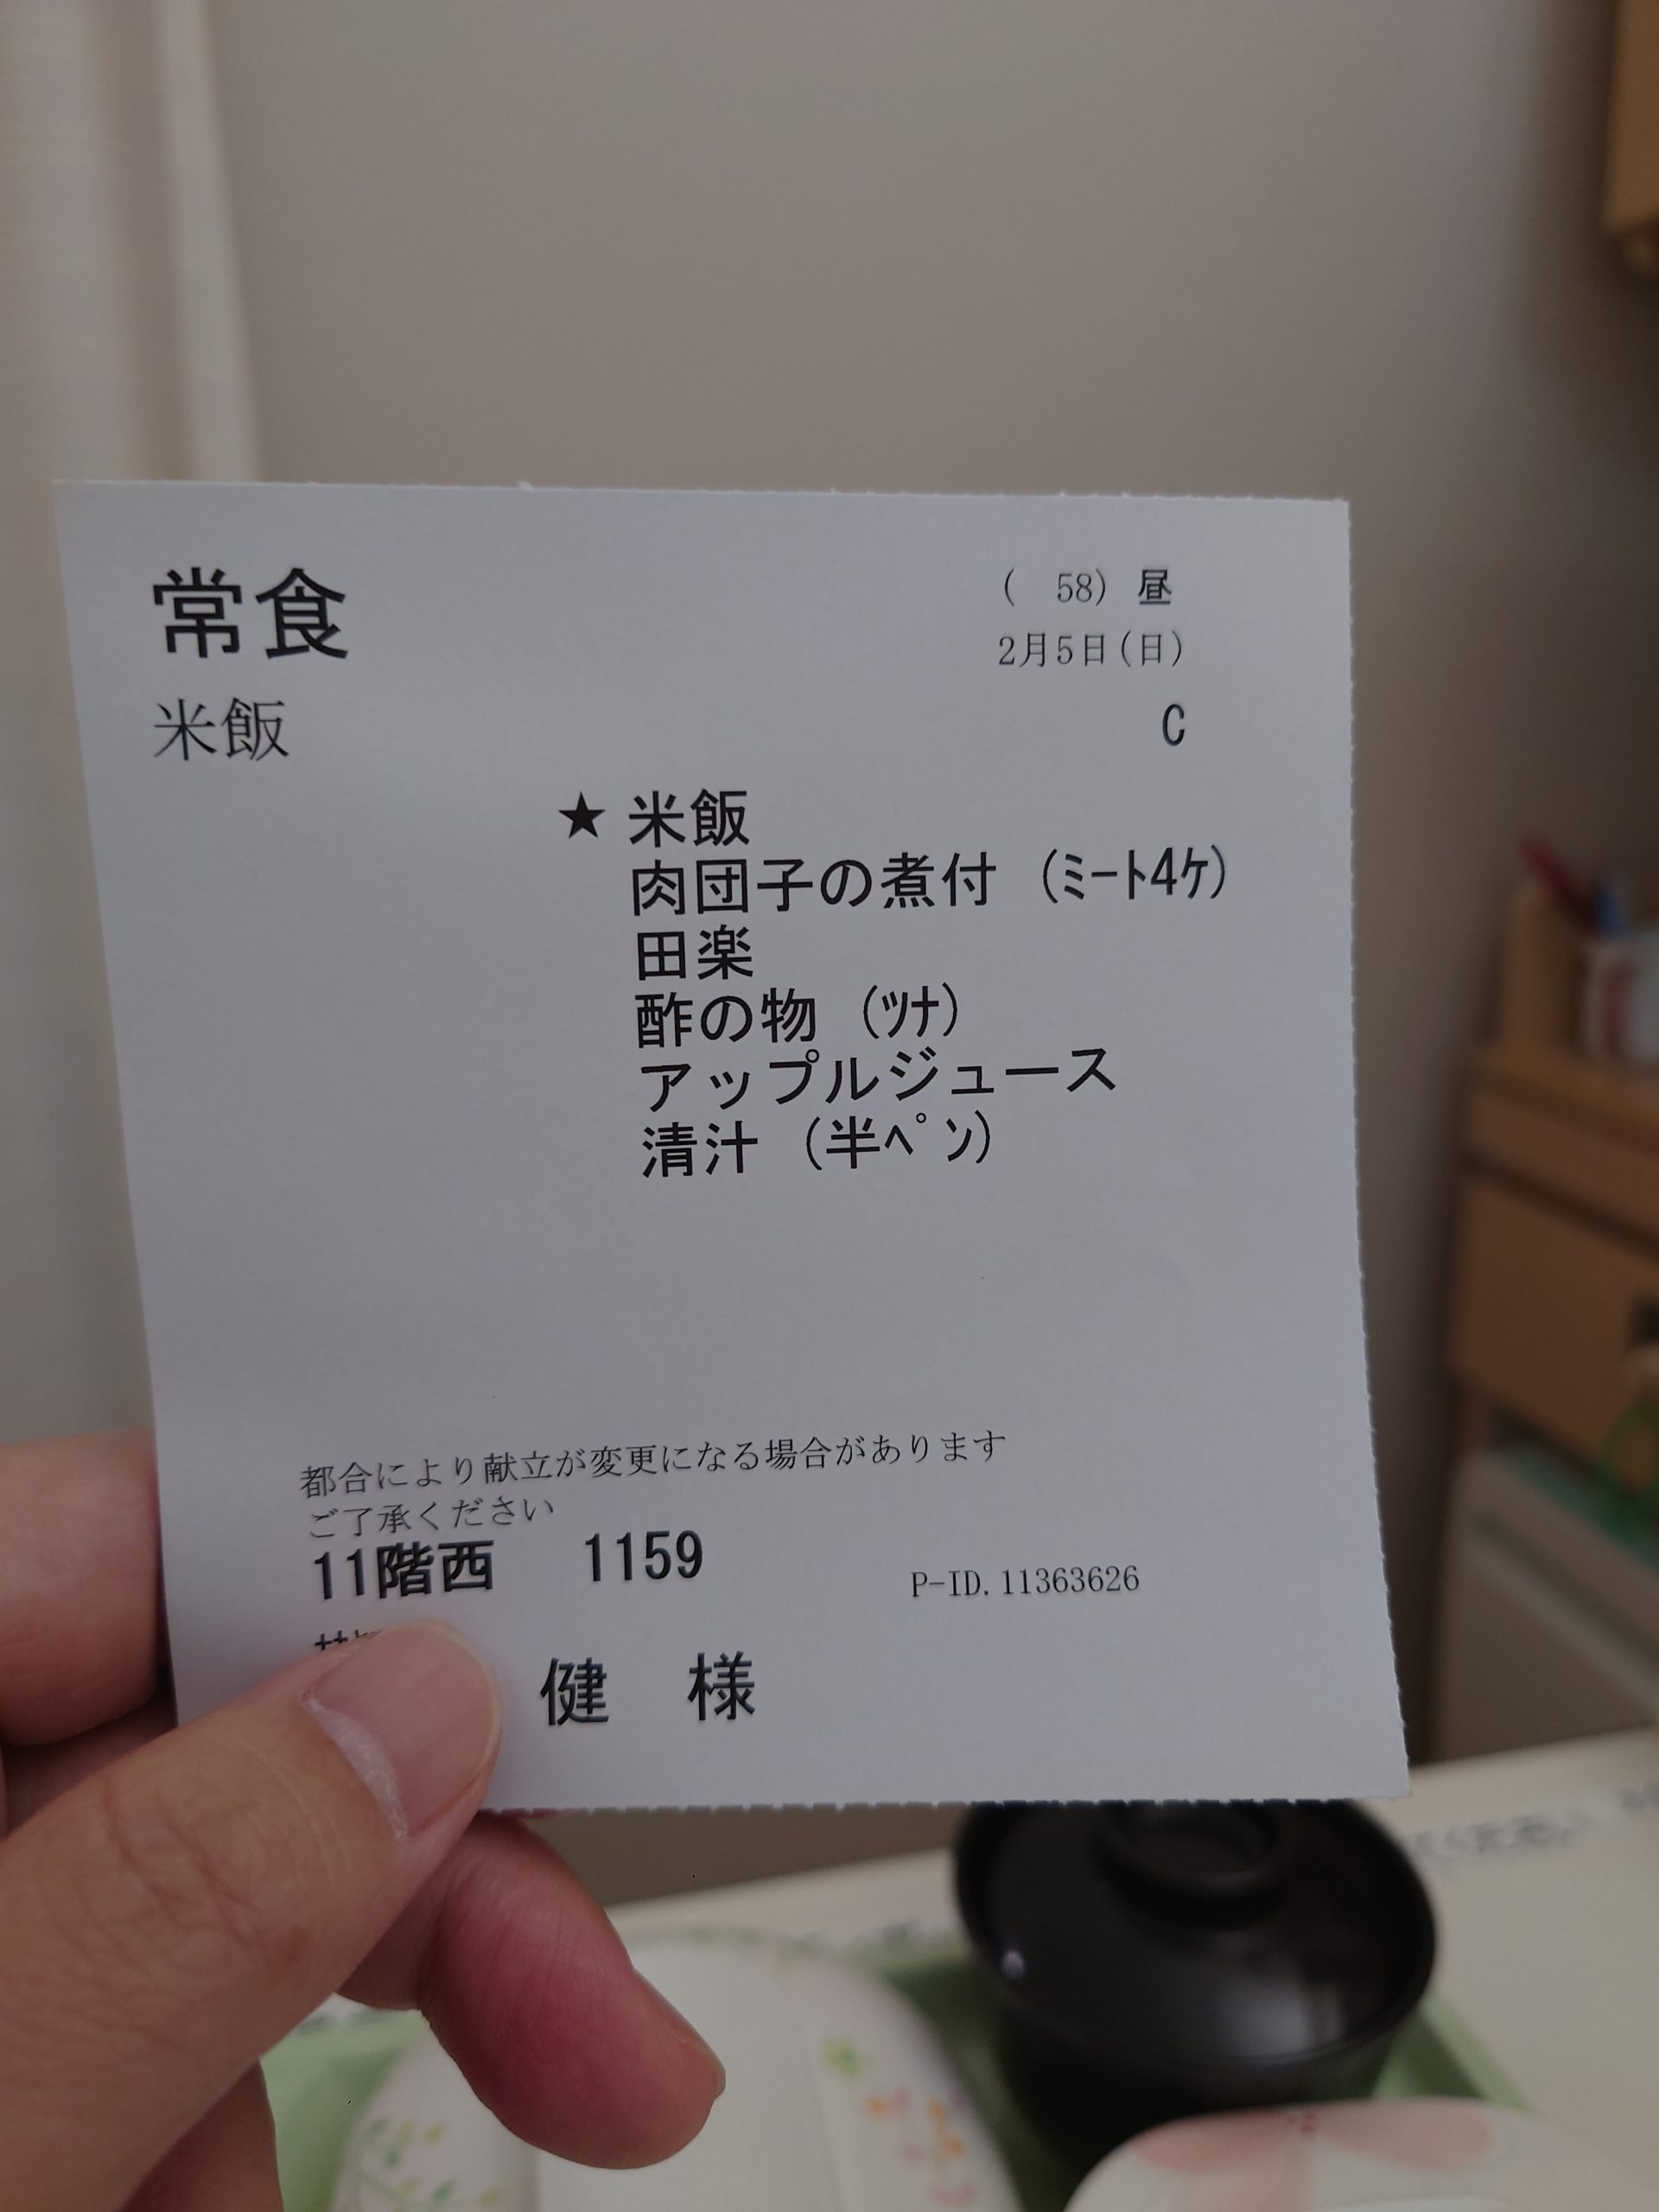 常食
( 58) 昼
2月5日(日)
米飯
C
★ 米飯
肉団子の煮付 (ﾐｰﾄ4ｹ)
田楽
酢の物 (ﾂﾅ)
アップルジュース
清汁 (半ﾍﾟﾝ)
都合により献立が変更になる場合があります
ご了承ください
11階西 1159
P-ID.11363626
健 様